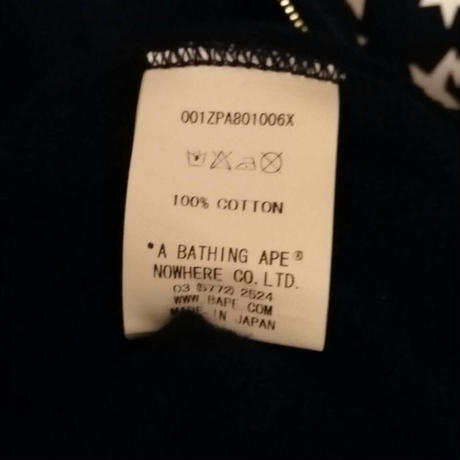 001ZPA801006X
100% COTTON
*A BATHING APE®
NOWHERE CO. LTD.
03 (5772) 2524
WWW.BAPE.COM
MADE IN JAPAN